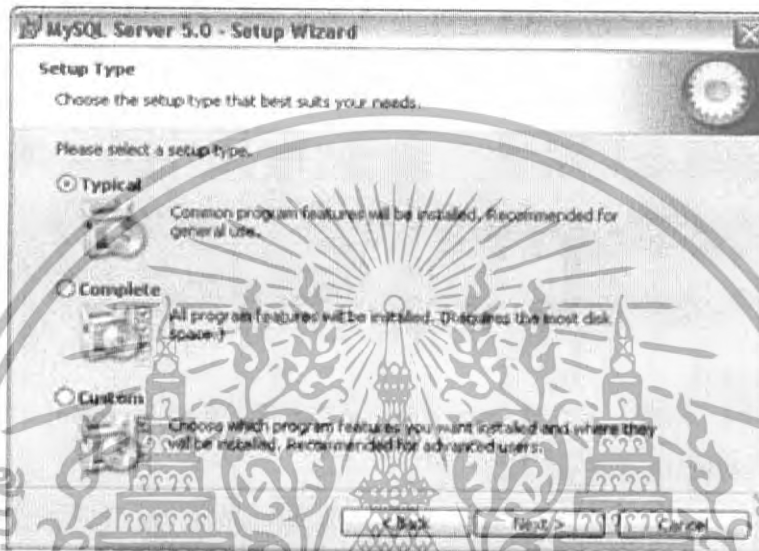 MySQL Server 5.0 - Setup Wizard
Setup Type
Choose the setup type that best suits your needs.
Please select a setup type.
Typical
Common program features will be installed. Recommended for
general use.
Complete
All program features will be installed. (Requires the most disk
space.)
Custom
Choose which program features you want installed and where they
will be installed. Recommended for advanced users.
< Back
Next >
Cancel